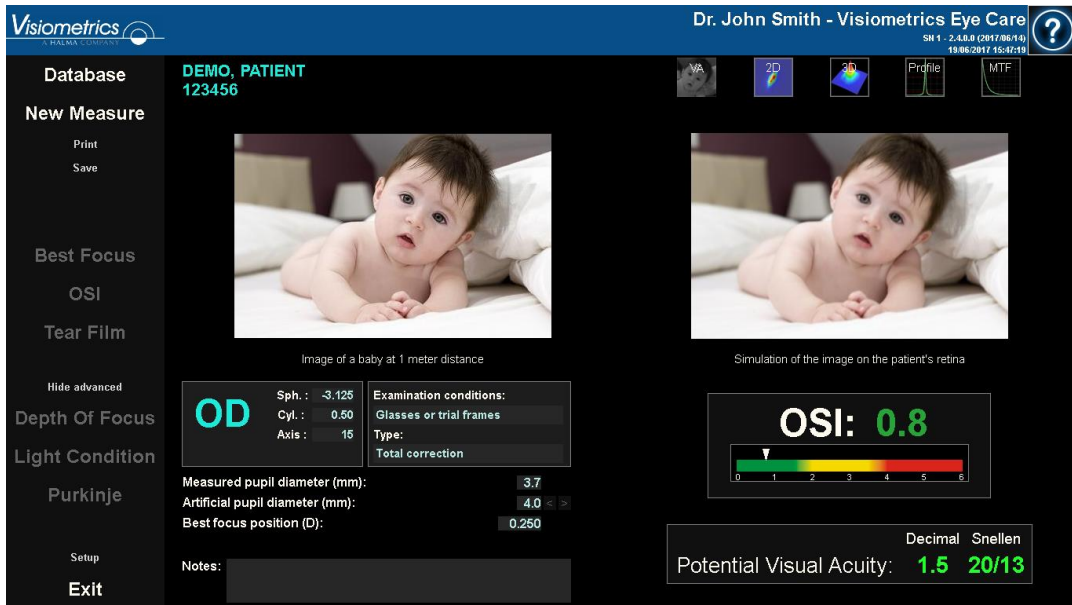 Visiometrics
A HALMA COMPANY
Dr. John Smith - Visiometrics Eye Care
SN 1 - 2.4.0.0 (2017/06/14)
19/06/2017 15:47:19
?
Database
New Measure
Print
Save
Best Focus
OSI
Tear Film
Hide advanced
Depth Of Focus
Light Condition
Purkinje
Setup
Exit
DEMO, PATIENT
123456
VA 2D 3D Profile MTF
Image of a baby at 1 meter distance
Simulation of the image on the patient's retina
OD
Sph. : -3.125
Cyl. : 0.50
Axis : 15
Examination conditions:
Glasses or trial frames
Type:
Total correction
Measured pupil diameter (mm): 3.7
Artificial pupil diameter (mm): 4.0 < >
Best focus position (D): 0.250
Notes:
OSI: 0.8
0 1 2 3 4 5 6
Decimal Snellen
Potential Visual Acuity: 1.5 20/13